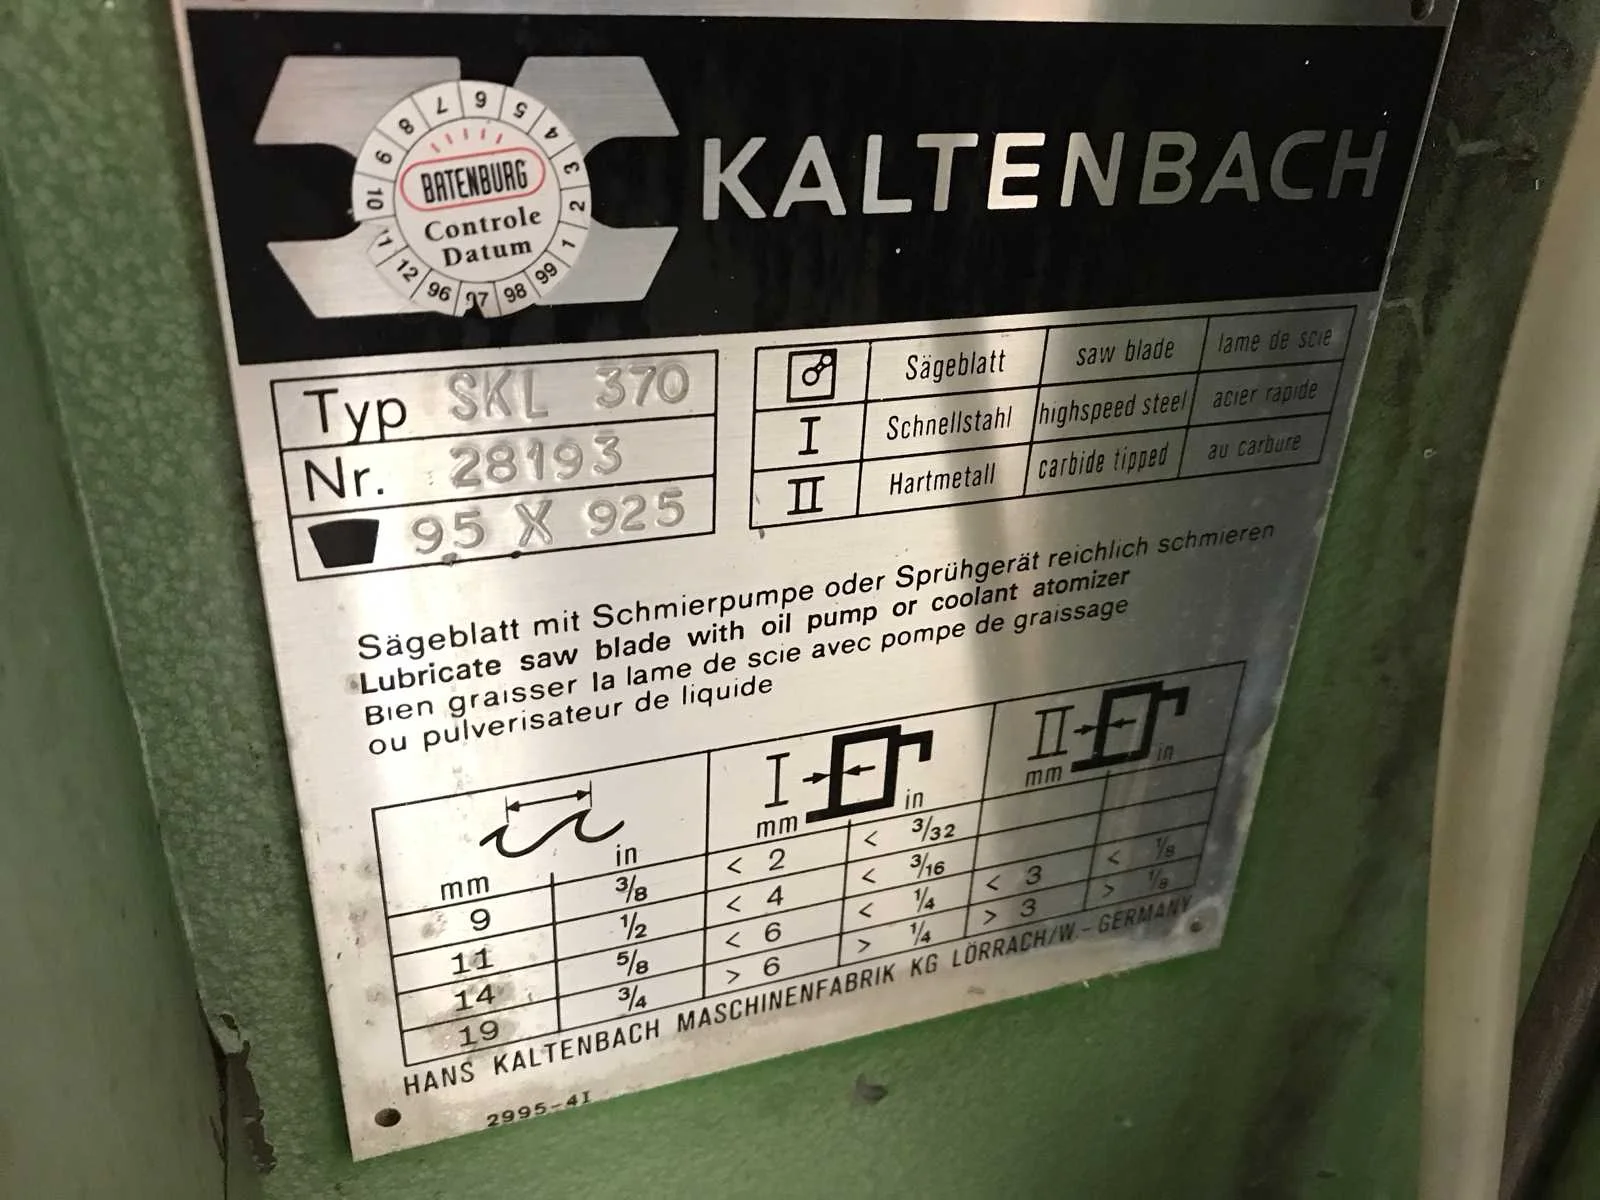 KALTENBACH
7 6 5 4 3 2 1
8 9 10 11 12
96 97 98 99
BATENBURG
Controle
Datum
Typ SKL 370
Nr. 28193
9,5 X 925
Sägeblatt saw blade lame de scie
I Schnellstahl highspeed steel acier rapide
II Hartmetall carbide tipped au carbure
Sägeblatt mit Schmierpumpe oder Sprühgerät reichlich schmieren
Lubricate saw blade with oil pump or coolant atomizer
Bien graisser la lame de scie avec pompe de graissage
ou pulverisateur de liquide
I II
mm in mm in mm in
9 3/8 < 2 < 3/32
11 1/2 < 4 < 3/16
14 5/8 < 6 < 1/4 < 3 < 1/8
19 3/4 > 6 > 1/4 > 3 > 1/8
HANS KALTENBACH MASCHINENFABRIK KG LÖRRACH/W.-GERMANY
2995-41